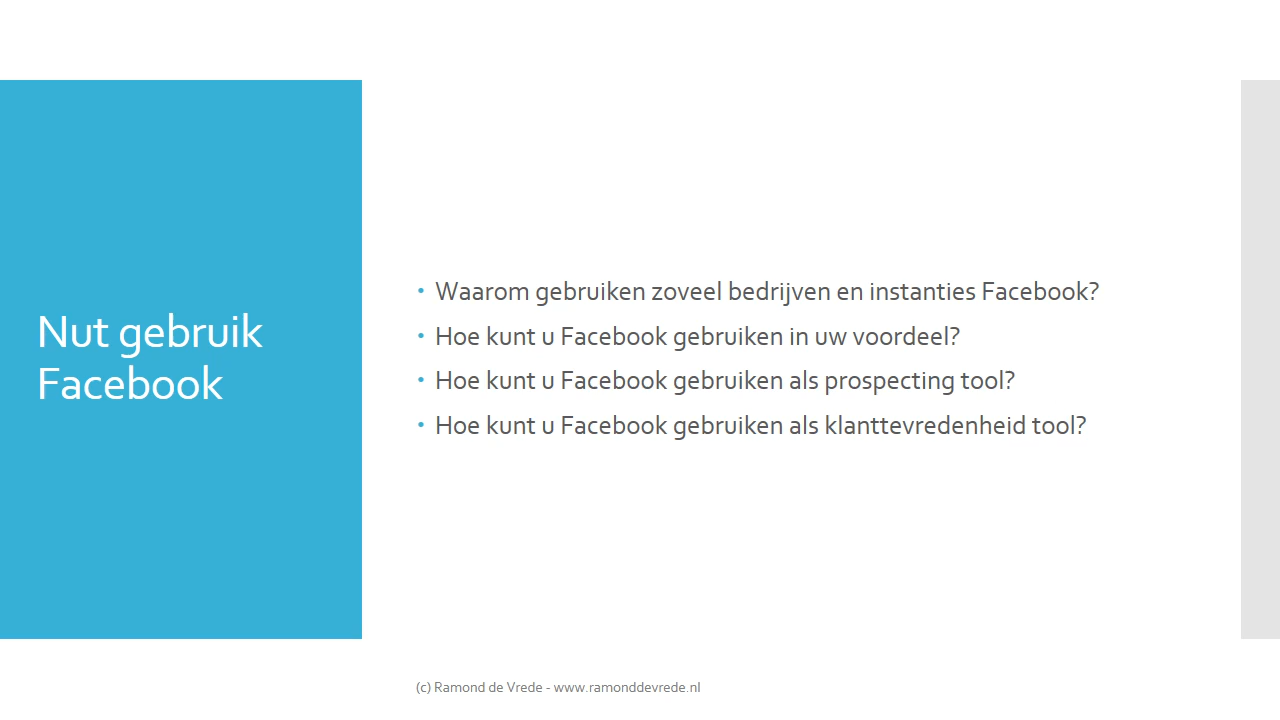 Nut gebruik
Facebook
• Waarom gebruiken zoveel bedrijven en instanties Facebook?
• Hoe kunt u Facebook gebruiken in uw voordeel?
• Hoe kunt u Facebook gebruiken als prospecting tool?
• Hoe kunt u Facebook gebruiken als klanttevredenheid tool?
(c) Ramond de Vrede - www.ramonddevrede.nl